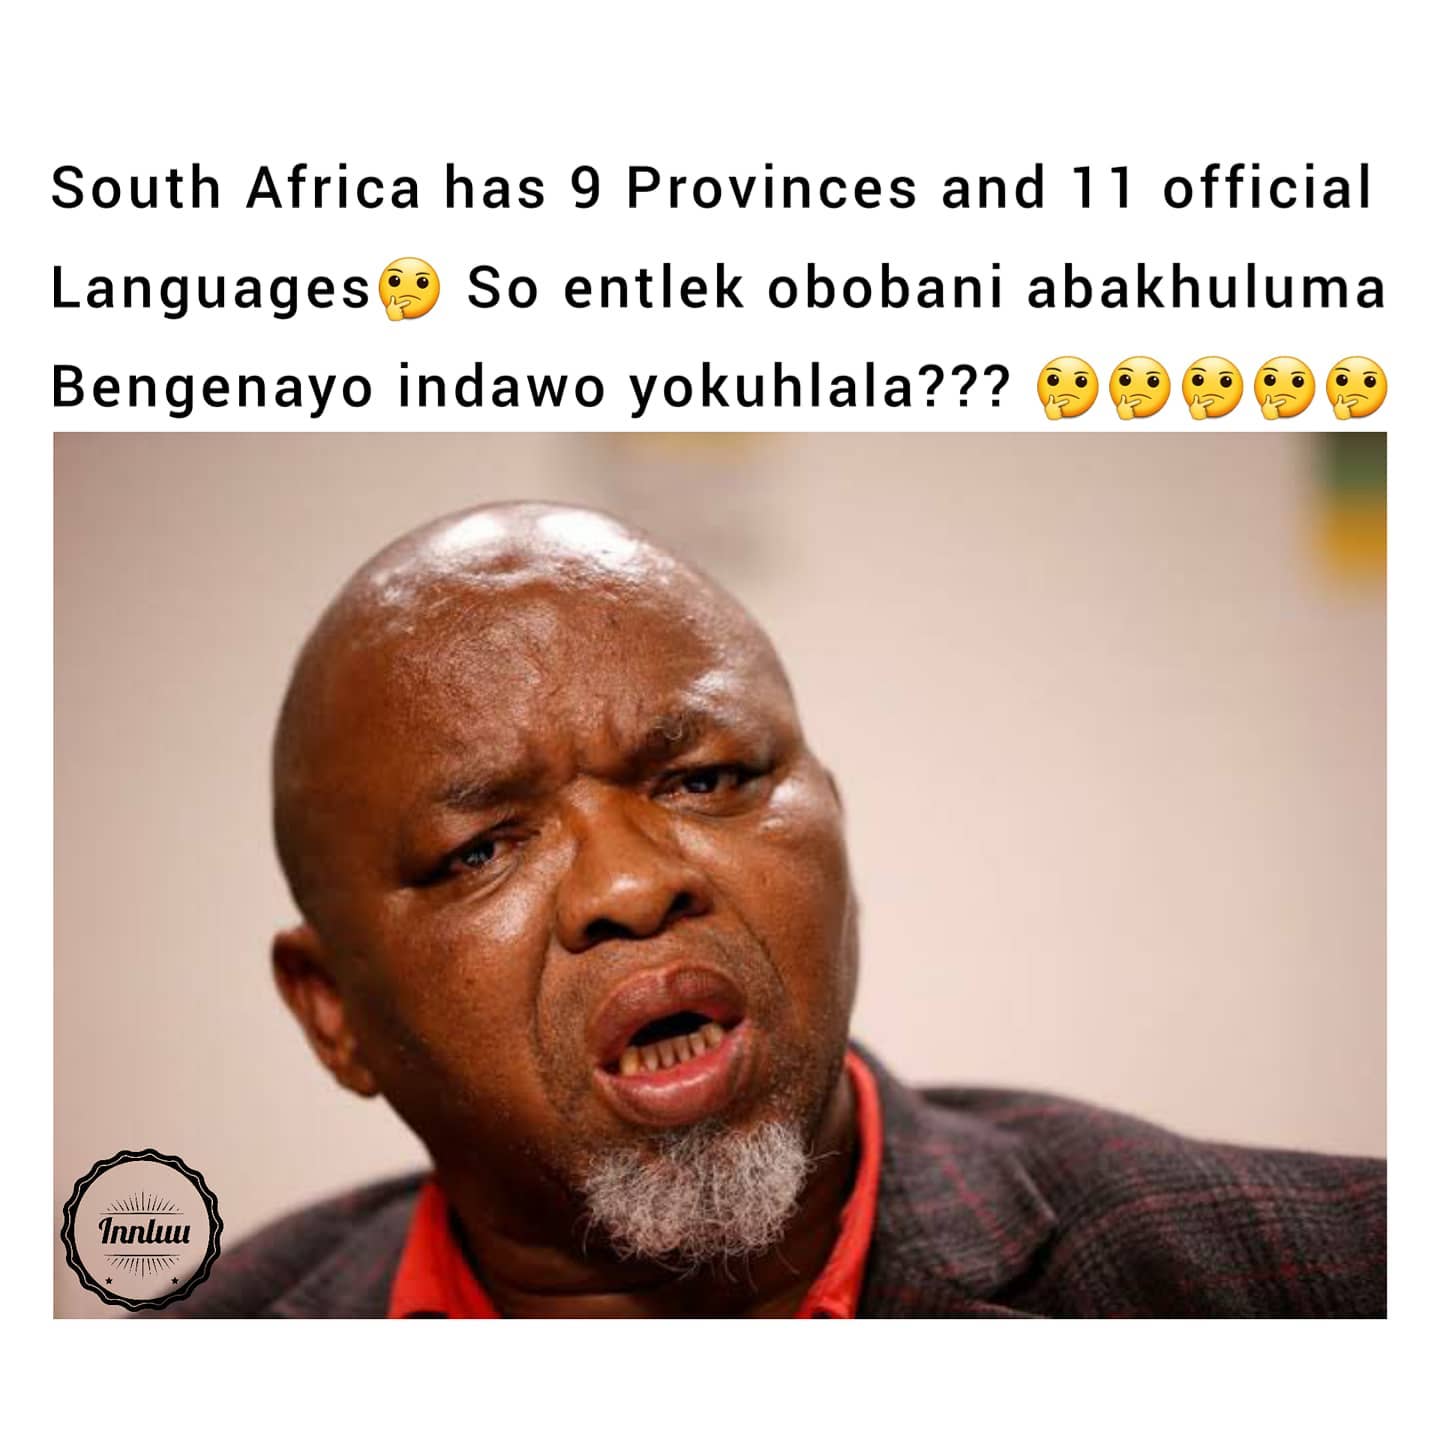 South Africa has 9 Provinces and 11 official
Languages🤔 So entlek obobani abakhuluma
Bengenayo indawo yokuhlala??? 🤔🤔🤔🤔🤔
Innluu